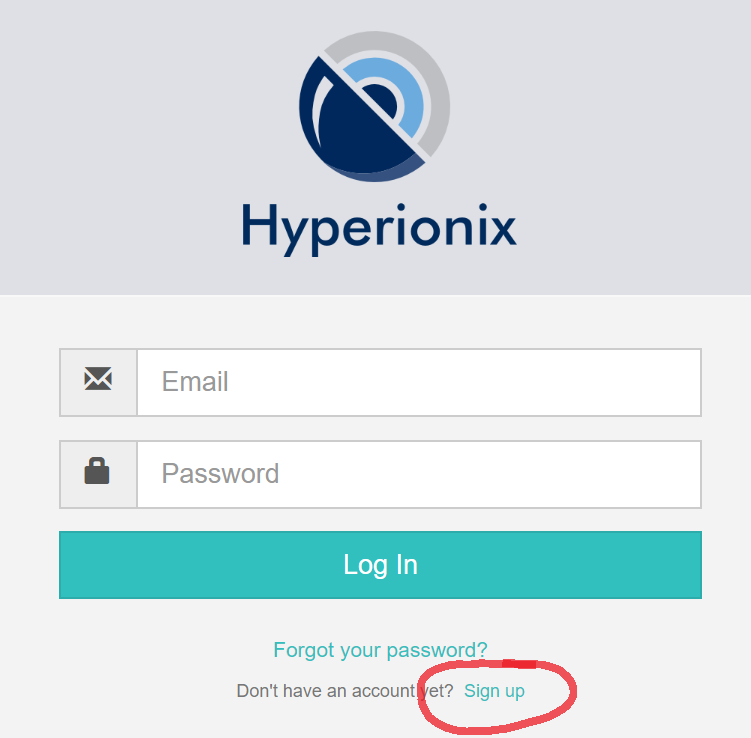 Hyperionix
Email
Password
Log In
Forgot your password?
Don't have an account yet? Sign up